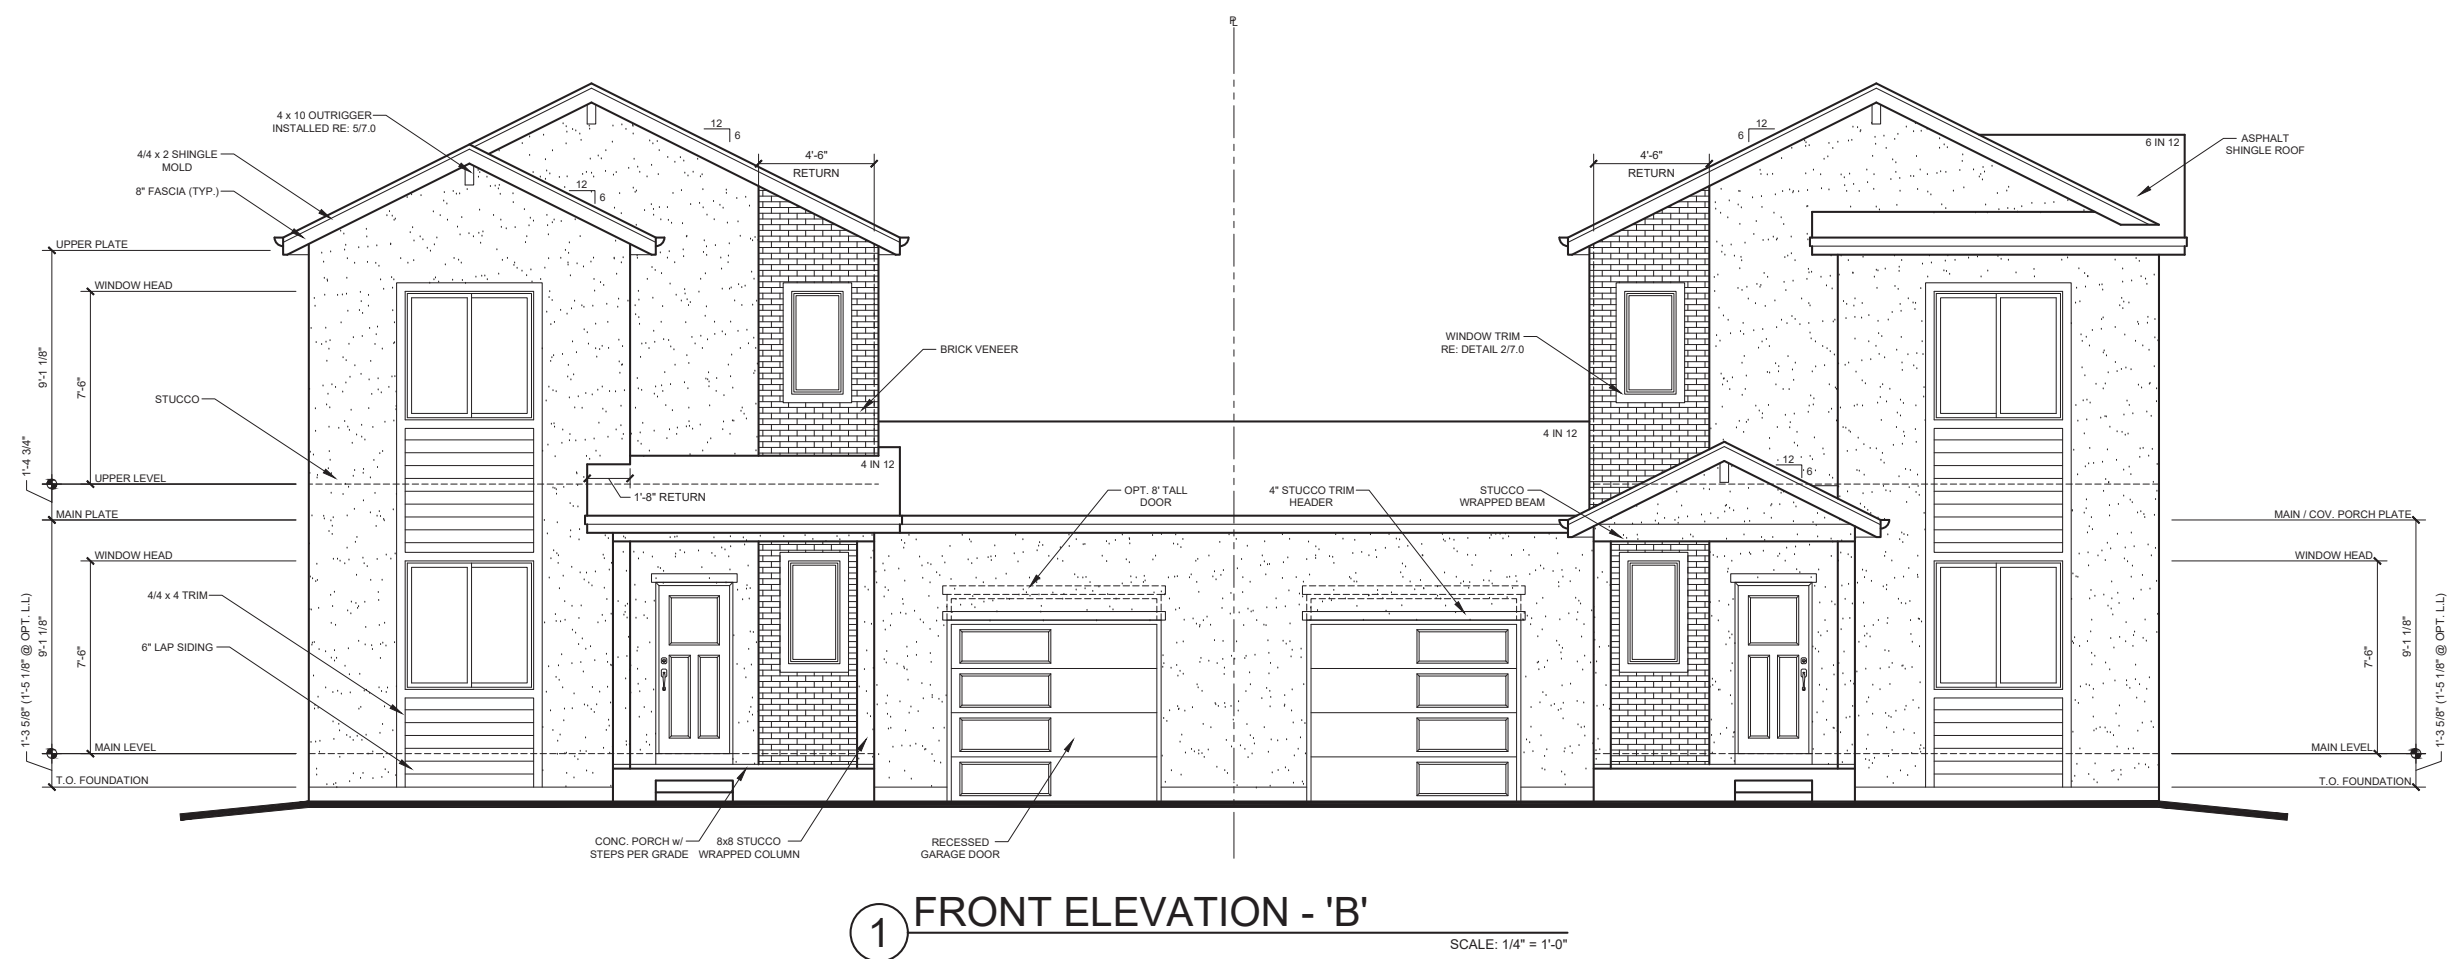 PL
12
6
4 x 10 OUTRIGGER
INSTALLED RE: 5/7.0
4/4 x 2 SHINGLE
MOLD
8" FASCIA (TYP.)
12
6
4'-6"
RETURN
4'-6"
RETURN
6
12
6 IN 12
ASPHALT
SHINGLE ROOF
UPPER PLATE
WINDOW HEAD
9'-1 1/8"
7'-6"
STUCCO
BRICK VENEER
WINDOW TRIM
RE: DETAIL 2/7.0
1'-4 3/4"
UPPER LEVEL
MAIN PLATE
4 IN 12
1'-8" RETURN
4 IN 12
12
6
OPT. 8' TALL
DOOR
4" STUCCO TRIM
HEADER
STUCCO
WRAPPED BEAM
MAIN / COV. PORCH PLATE
WINDOW HEAD
WINDOW HEAD
4/4 x 4 TRIM
6" LAP SIDING
9'-1 1/8"
7'-6"
1'-3 5/8" (1'-5 1/8" @ OPT. L.L)
7'-6"
9'-1 1/8"
1'-3 5/8" (1'-5 1/8" @ OPT. L.L)
MAIN LEVEL
T.O. FOUNDATION
MAIN LEVEL
T.O. FOUNDATION
CONC. PORCH w/
STEPS PER GRADE
8x8 STUCCO
WRAPPED COLUMN
RECESSED
GARAGE DOOR
1
FRONT ELEVATION - 'B'
SCALE: 1/4" = 1'-0"